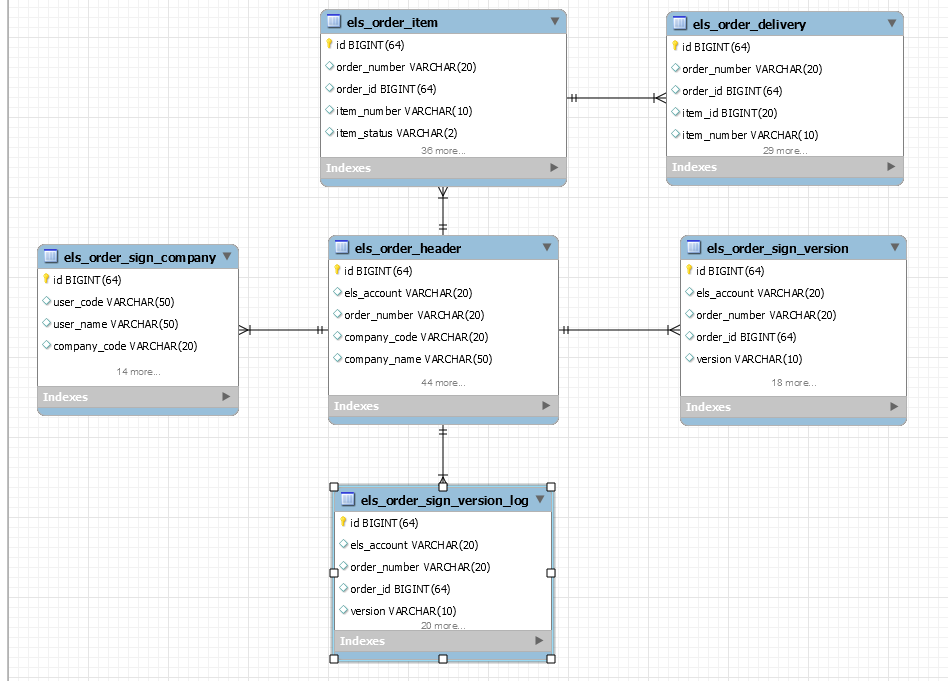 els_order_item
id BIGINT(64)
order_number VARCHAR(20)
order_id BIGINT(64)
item_number VARCHAR(10)
item_status VARCHAR(2)
36 more...
Indexes
els_order_delivery
id BIGINT(64)
order_number VARCHAR(20)
order_id BIGINT(64)
item_id BIGINT(20)
item_number VARCHAR(10)
29 more...
Indexes
els_order_sign_company
id BIGINT(64)
user_code VARCHAR(50)
user_name VARCHAR(50)
company_code VARCHAR(20)
14 more...
Indexes
els_order_header
id BIGINT(64)
els_account VARCHAR(20)
order_number VARCHAR(20)
company_code VARCHAR(20)
company_name VARCHAR(50)
44 more...
Indexes
els_order_sign_version
id BIGINT(64)
els_account VARCHAR(20)
order_number VARCHAR(20)
order_id BIGINT(64)
version VARCHAR(10)
18 more...
Indexes
els_order_sign_version_log
id BIGINT(64)
els_account VARCHAR(20)
order_number VARCHAR(20)
order_id BIGINT(64)
version VARCHAR(10)
20 more...
Indexes